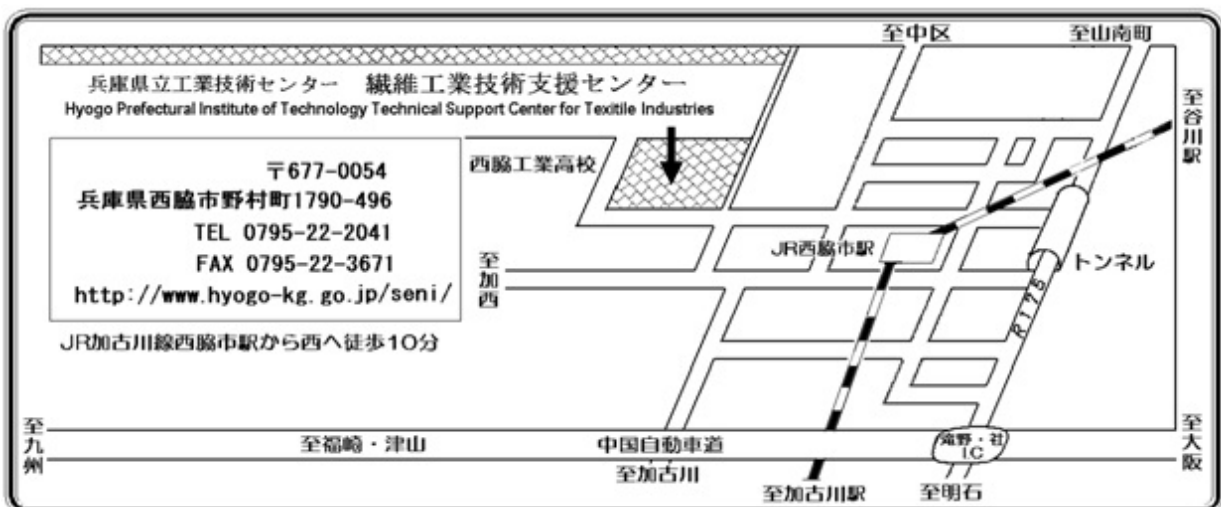 至中区
至山南町
兵庫県立工業技術センター 繊維工業技術支援センター
Hyogo Prefectural Institute of Technology Technical Support Center for Texitile Industries
至谷川駅
〒677-0054
西脇工業高校
兵庫県西脇市野村町1790-496
TEL 0795-22-2041
FAX 0795-22-3671
http://www.hyogo-kg.go.jp/seni/
JR西脇市駅
トンネル
至加西
R175
JR加古川線西脇市駅から西へ徒歩10分
至九州
至福崎・津山
中国自動車道
滝野・社
I.C
至大阪
至加古川
至加古川駅
至明石